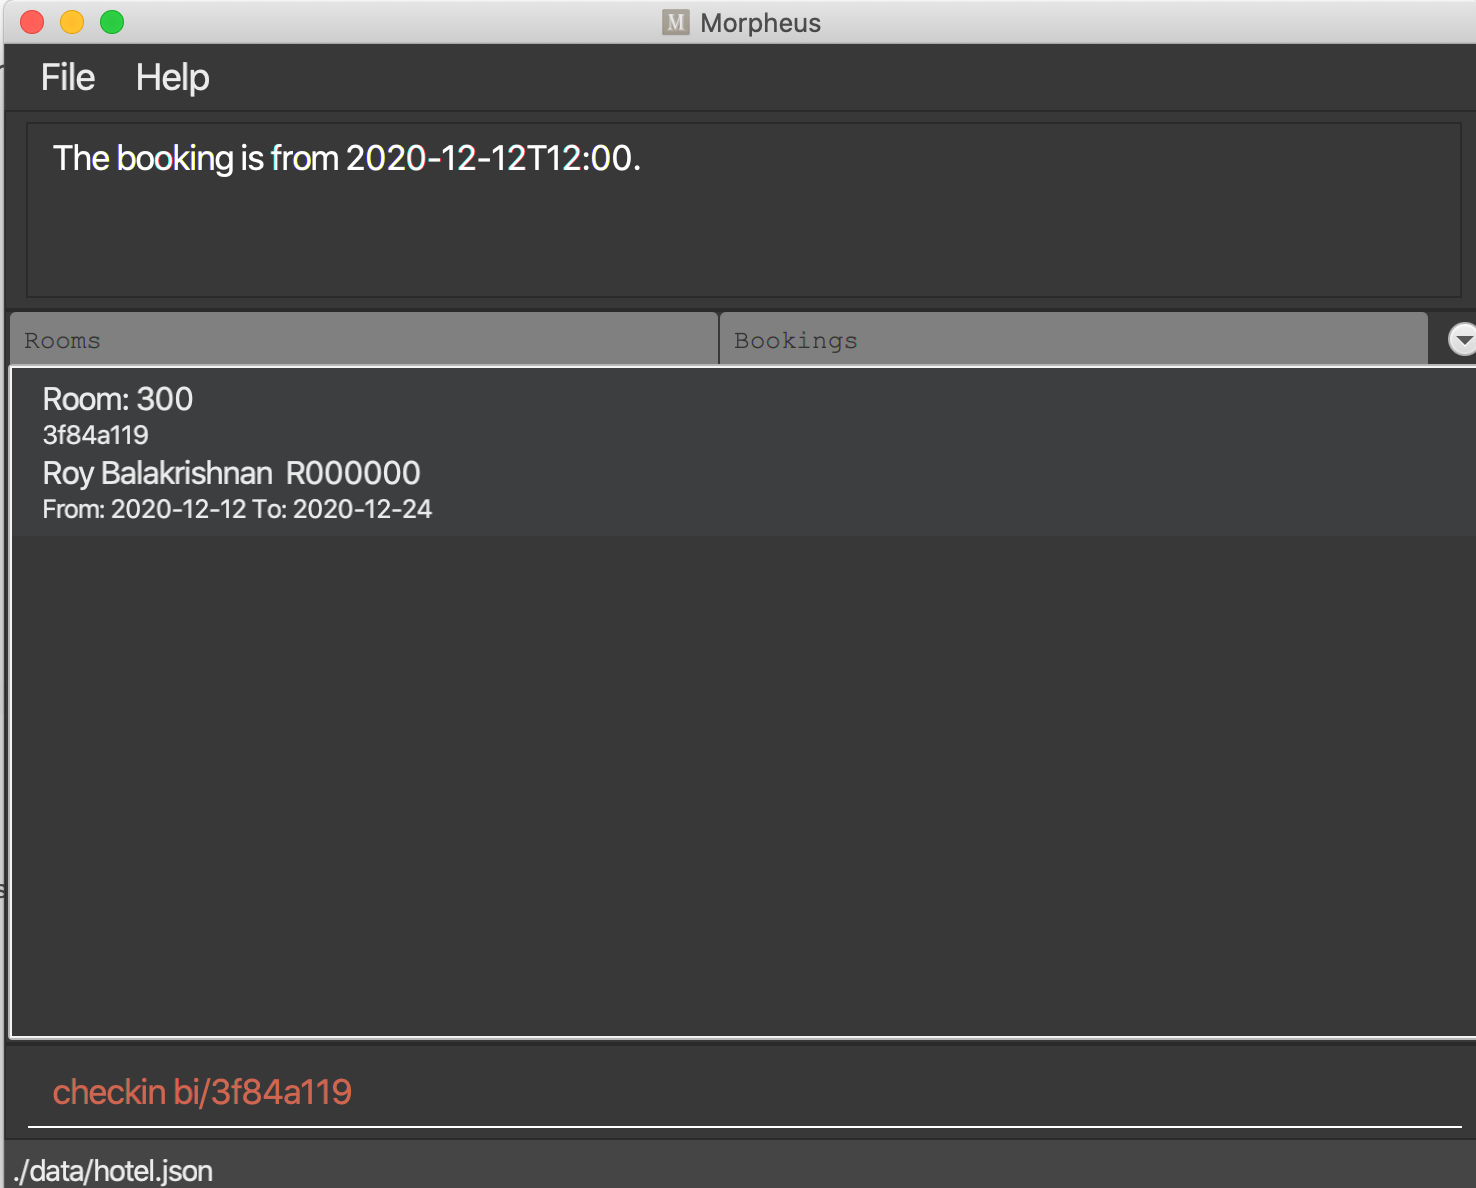 M Morpheus
File Help
The booking is from 2020-12-12T12:00.
Rooms Bookings
Room: 300
3f84a119
Roy Balakrishnan R000000
From: 2020-12-12 To: 2020-12-24
checkin bi/3f84a119
./data/hotel.json